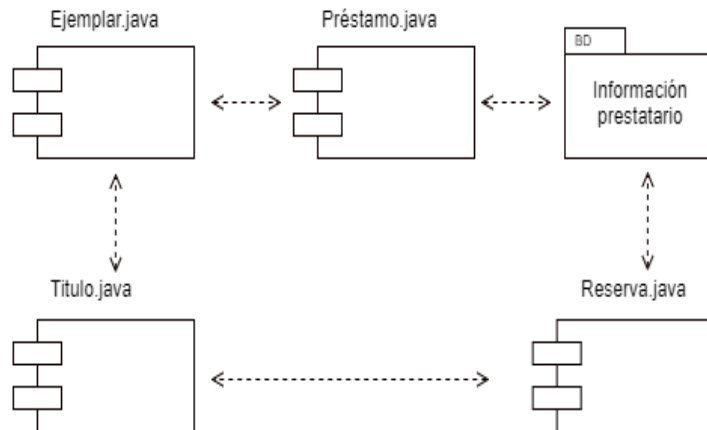 Ejemplar.java
Préstamo.java
BD
Información
prestatario
Titulo.java
Reserva.java